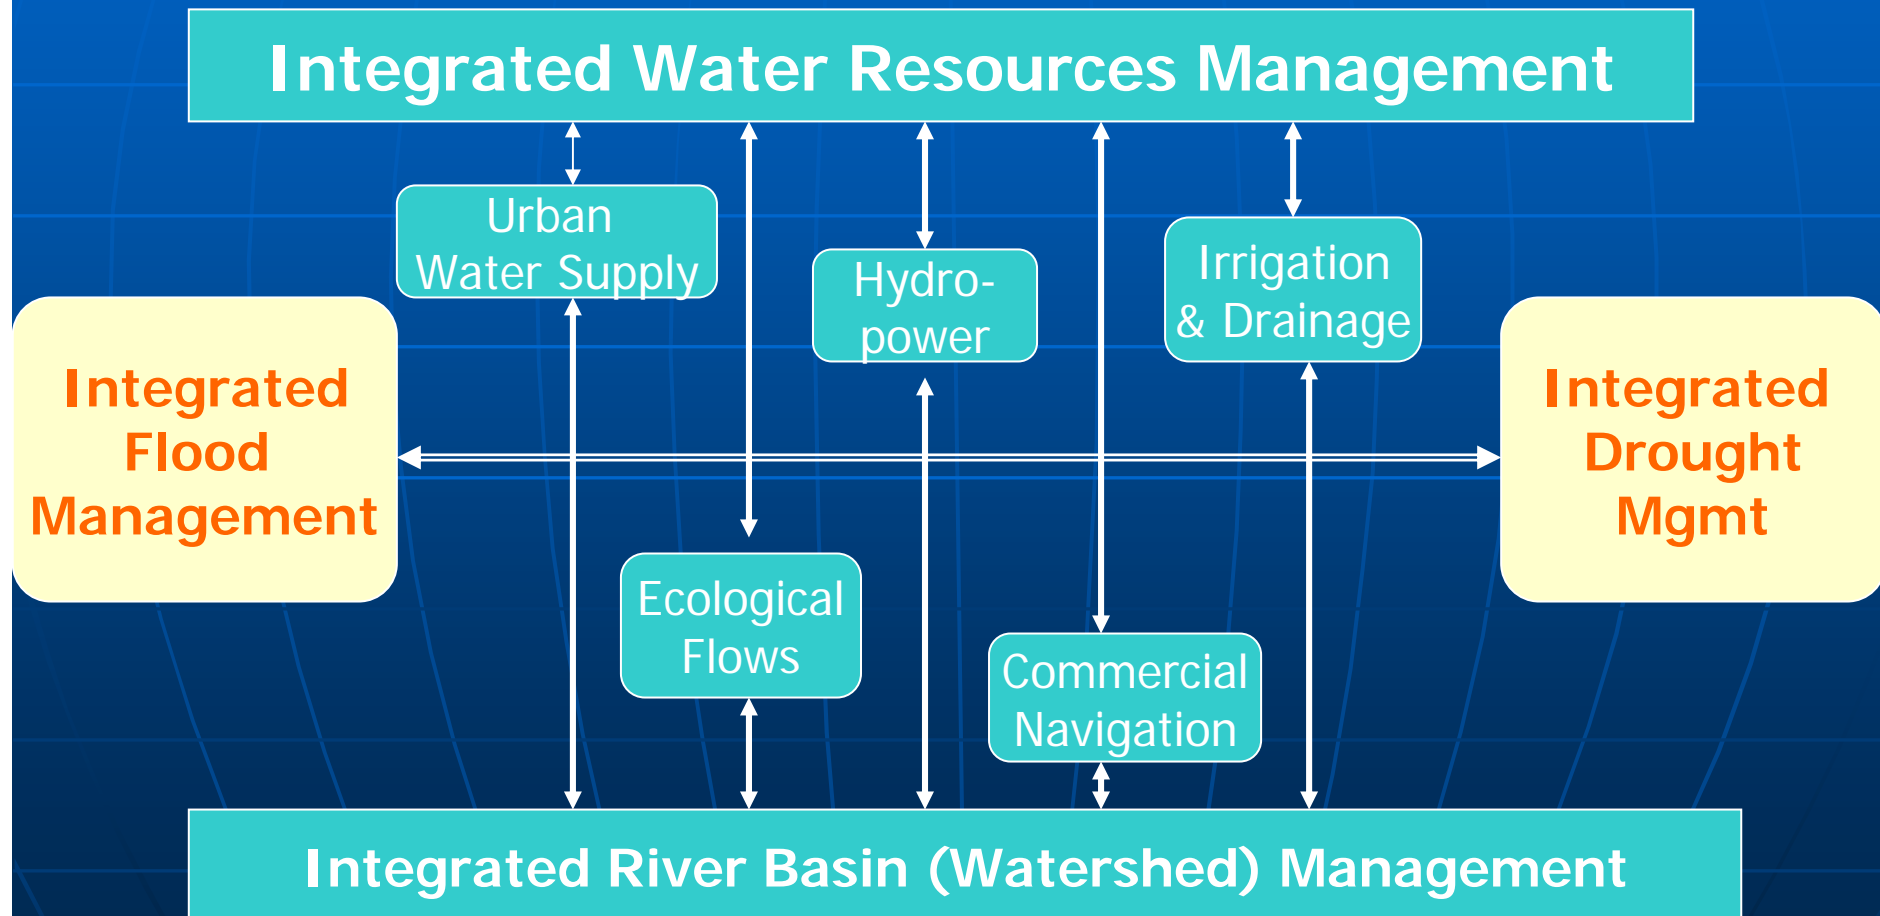 Integrated Water Resources Management
Urban
Water Supply
Hydro-
power
Irrigation
& Drainage
Integrated
Flood
Management
Integrated
Drought
Mgmt
Ecological
Flows
Commercial
Navigation
Integrated River Basin (Watershed) Management